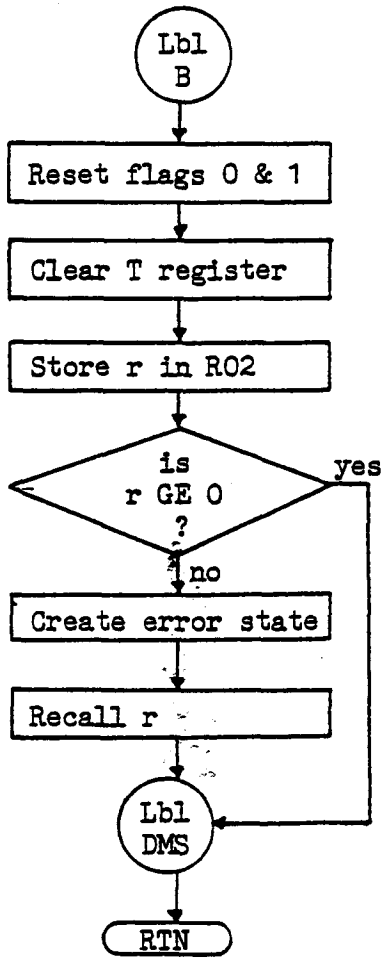 Lbl
B
Reset flags 0 & 1
Clear T register
Store r in R02
is
r GE 0
?
yes
no
Create error state
Recall r
Lbl
DMS
RTN